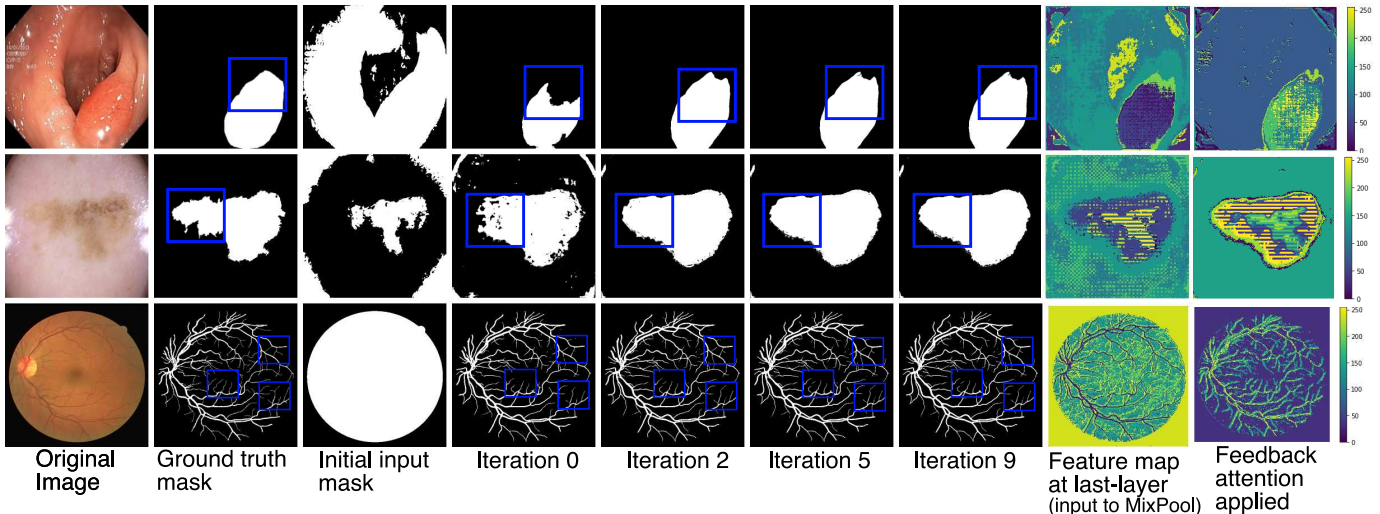 250
200
150
100
50
0
250
200
150
100
50
0
250
200
150
100
50
0
Original
Image
Ground truth
mask
Initial input
mask
Iteration 0
Iteration 2
Iteration 5
Iteration 9
Feature map
at last-layer
(input to MixPool)
Feedback
attention
applied